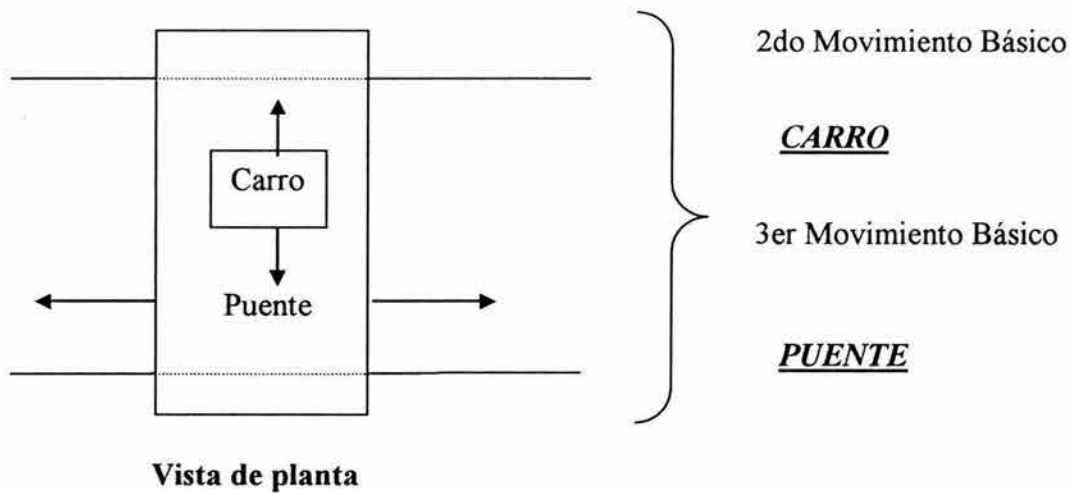 2do Movimiento Básico
CARRO
Carro
3er Movimiento Básico
Puente
PUENTE
Vista de planta